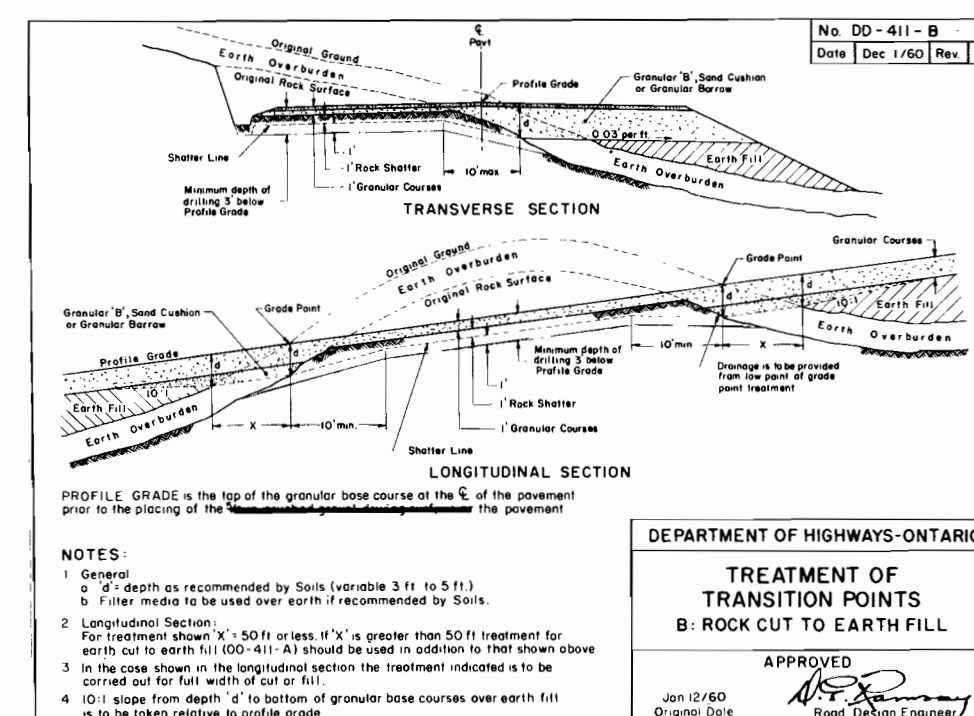 No. DD-411-B
Date Dec 1/60 Rev.
℄
Pavt
Original Ground
Earth Overburden
Original Rock Surface
Profile Grade
Granular 'B', Sand Cushion
or Granular Borrow
d
0.03' per ft.
Earth Fill
Earth Overburden
Shatter Line
1'
1' Rock Shatter
1' Granular Courses
10' max
Minimum depth of
drilling 3' below
Profile Grade
TRANSVERSE SECTION
Granular Courses
Original Ground
Earth Overburden
Original Rock Surface
Grade Point
Granular 'B', Sand Cushion
or Granular Borrow
Grade Point
d
d
10:1
Earth Fill
Earth Overburden
Profile Grade
d
d
10:1
Earth Fill
Earth Overburden
X
10' min.
Minimum depth of
drilling 3' below
Profile Grade
1'
1' Rock Shatter
1' Granular Courses
10' min
X
Drainage is to be provided
from low point of grade
point treatment
Shatter Line
LONGITUDINAL SECTION
PROFILE GRADE is the top of the granular base course at the ℄ of the pavement
prior to the placing of the the pavement
NOTES:
1 General
a 'd' = depth as recommended by Soils (variable 3 ft to 5 ft.)
b Filter media to be used over earth if recommended by Soils.
2 Longitudinal Section:
For treatment shown 'X' = 50 ft or less. If 'X' is greater than 50 ft treatment for
earth cut to earth fill (DD-411-A) should be used in addition to that shown above
3 In the case shown in the longitudinal section the treatment indicated is to be
carried out for full width of cut or fill.
4 10:1 slope from depth 'd' to bottom of granular base courses over earth fill
is to be taken relative to profile grade
DEPARTMENT OF HIGHWAYS-ONTARIO
TREATMENT OF
TRANSITION POINTS
B: ROCK CUT TO EARTH FILL
APPROVED
Jan 12/60
Original Date
Road Design Engineer